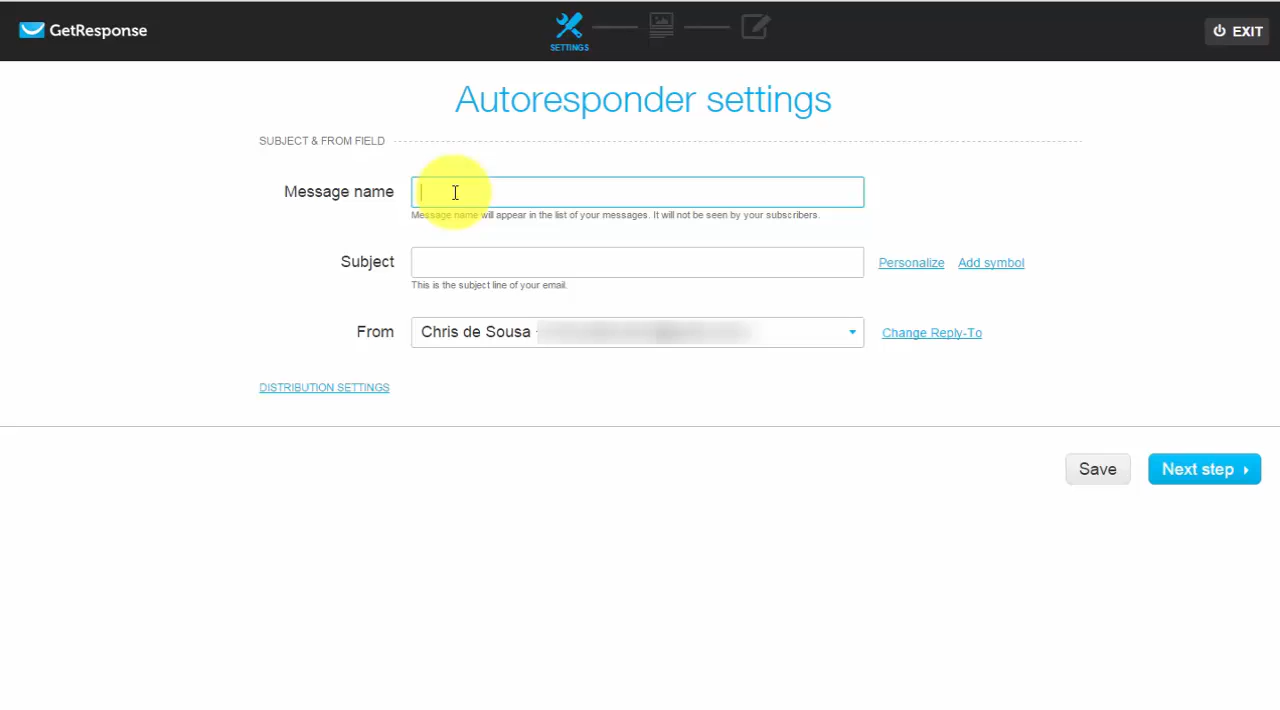 GetResponse
SETTINGS
EXIT
Autoresponder settings
SUBJECT & FROM FIELD
Message name
Message name will appear in the list of your messages. It will not be seen by your subscribers.
Subject
Personalize
Add symbol
This is the subject line of your email.
From
Chris de Sousa
Change Reply-To
DISTRIBUTION SETTINGS
Save
Next step